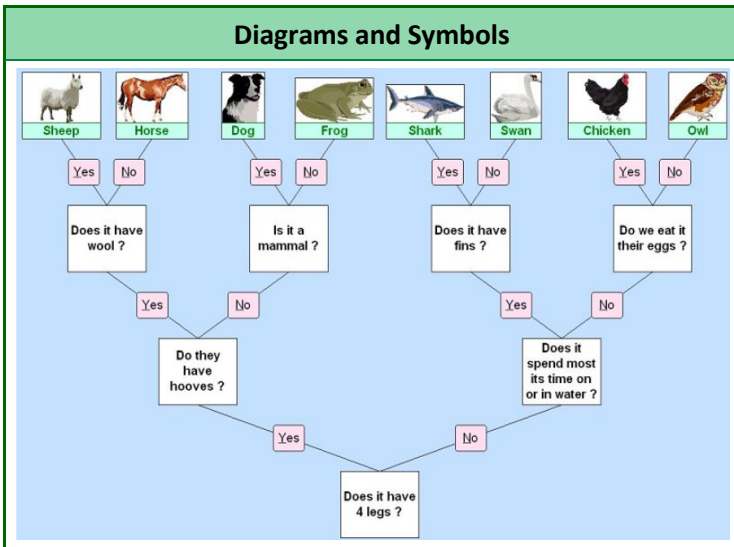 Diagrams and Symbols
Sheep Horse Dog Frog Shark Swan Chicken Owl
Yes No Yes No Yes No Yes No
Does it have
wool ?
Is it a
mammal ?
Does it have
fins ?
Do we eat it
their eggs ?
Yes No Yes No
Do they
have
hooves ?
Does it
spend most
its time on
or in water ?
Yes No
Does it have
4 legs ?